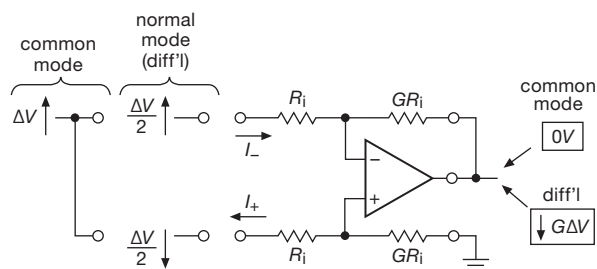 normal
mode
(diff'l)
common
mode
ΔV
ΔV
2
I–
Ri
GRi
–
+
common
mode
0V
diff'l
GΔV
ΔV
2
I+
Ri
GRi